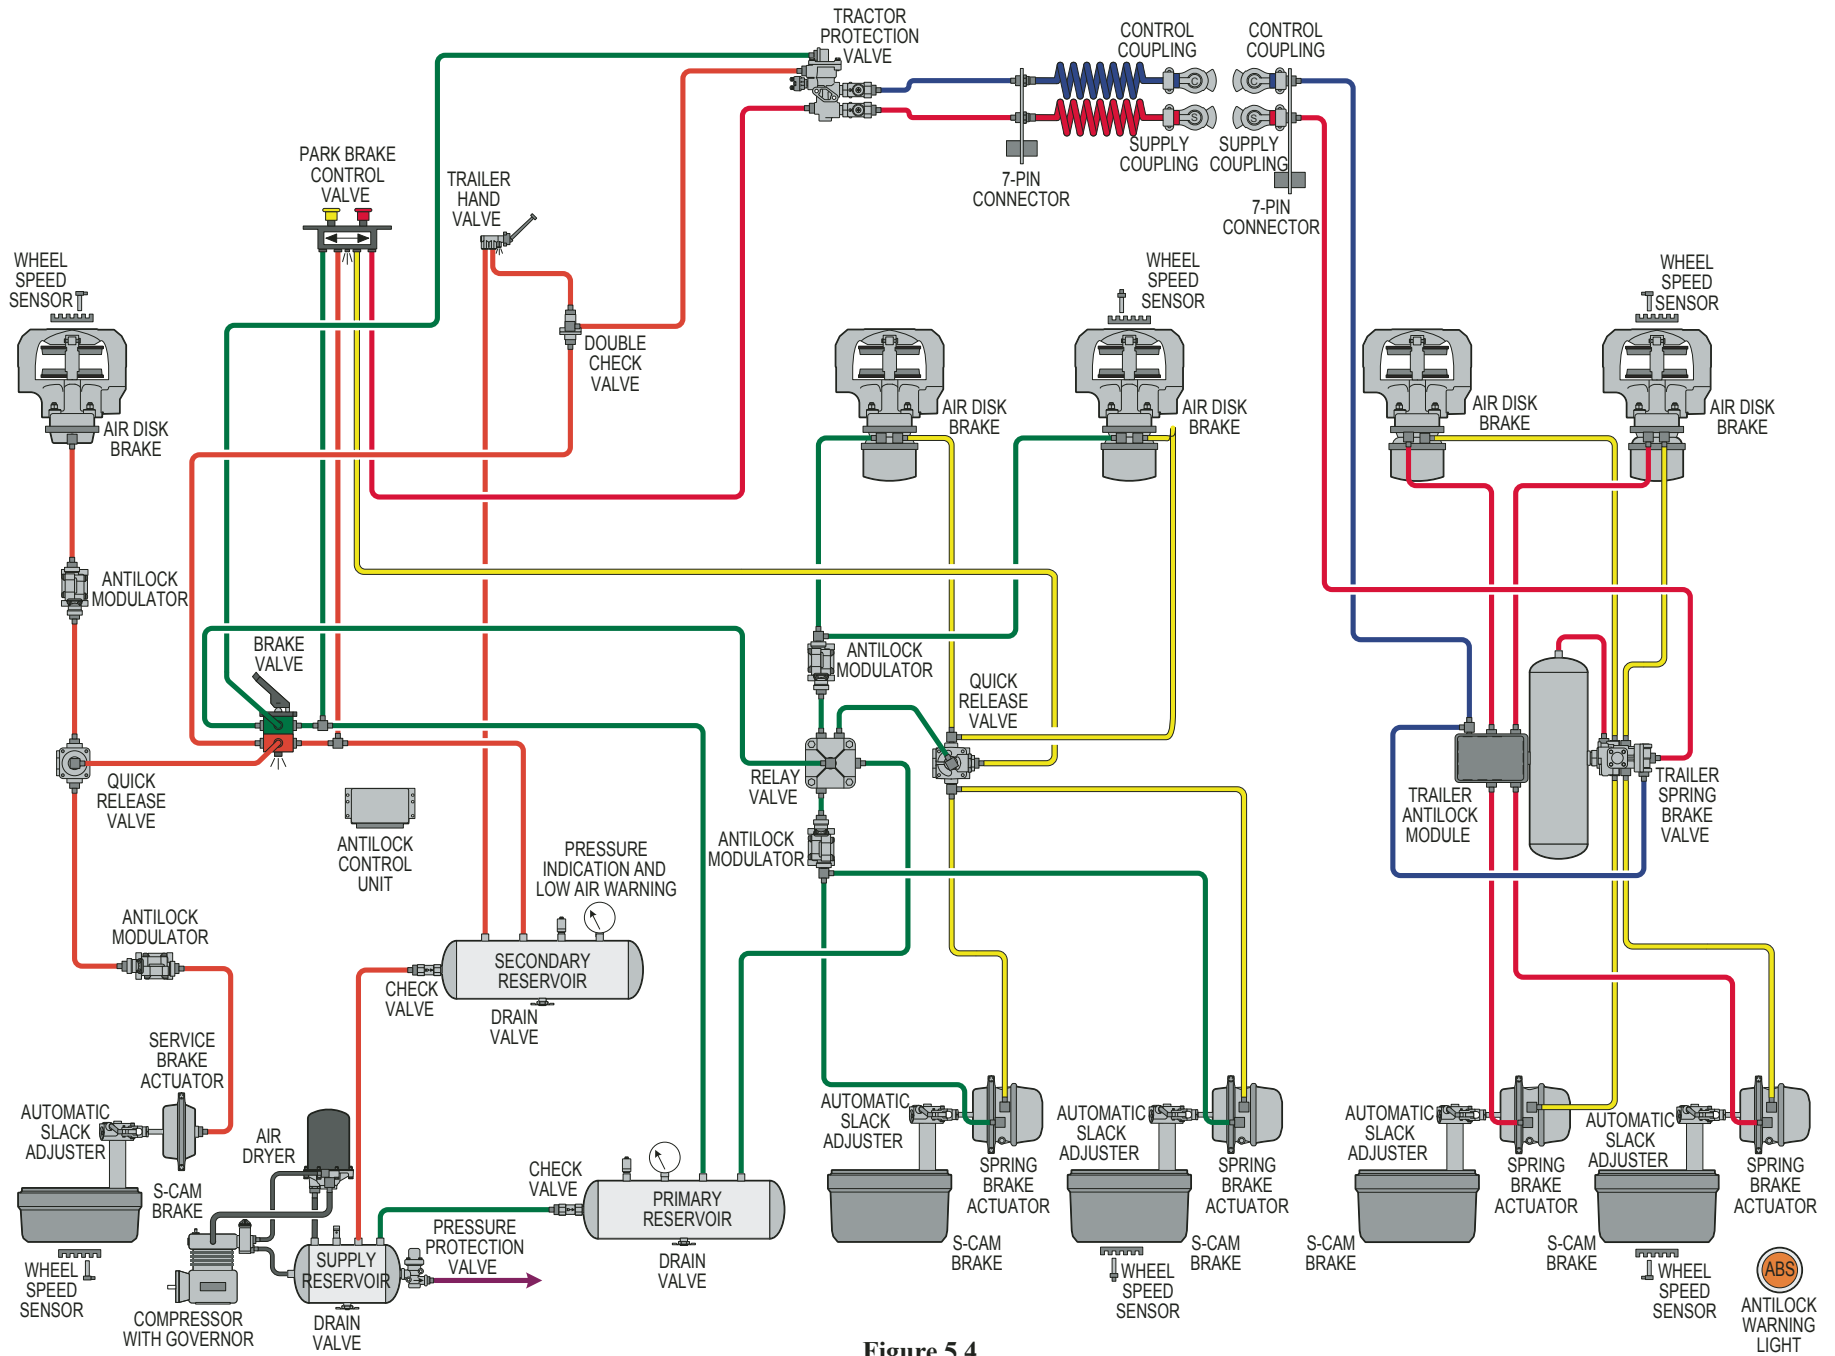 TRACTOR
PROTECTION
VALVE
CONTROL
COUPLING
CONTROL
COUPLING
C
C
S
S
SUPPLY
COUPLING
SUPPLY
COUPLING
7-PIN
CONNECTOR
7-PIN
CONNECTOR
PARK BRAKE
CONTROL
VALVE
TRAILER
HAND
VALVE
WHEEL
SPEED
SENSOR
WHEEL
SPEED
SENSOR
WHEEL
SPEED
SENSOR
DOUBLE
CHECK
VALVE
AIR DISK
BRAKE
AIR DISK
BRAKE
AIR DISK
BRAKE
AIR DISK
BRAKE
AIR DISK
BRAKE
ANTILOCK
MODULATOR
BRAKE
VALVE
ANTILOCK
MODULATOR
QUICK
RELEASE
VALVE
QUICK
RELEASE
VALVE
RELAY
VALVE
TRAILER
ANTILOCK
MODULE
TRAILER
SPRING
BRAKE
VALVE
ANTILOCK
CONTROL
UNIT
ANTILOCK
MODULATOR
PRESSURE
INDICATION AND
LOW AIR WARNING
ANTILOCK
MODULATOR
SECONDARY
RESERVOIR
CHECK
VALVE
DRAIN
VALVE
SERVICE
BRAKE
ACTUATOR
AUTOMATIC
SLACK
ADJUSTER
AIR
DRYER
S-CAM
BRAKE
CHECK
VALVE
PRIMARY
RESERVOIR
PRESSURE
PROTECTION
VALVE
DRAIN
VALVE
SUPPLY
RESERVOIR
DRAIN
VALVE
WHEEL
SPEED
SENSOR
COMPRESSOR
WITH GOVERNOR
AUTOMATIC
SLACK
ADJUSTER
SPRING
BRAKE
ACTUATOR
S-CAM
BRAKE
AUTOMATIC
SLACK
ADJUSTER
SPRING
BRAKE
ACTUATOR
S-CAM
BRAKE
WHEEL
SPEED
SENSOR
AUTOMATIC
SLACK
ADJUSTER
SPRING
BRAKE
ACTUATOR
S-CAM
BRAKE
AUTOMATIC
SLACK
ADJUSTER
SPRING
BRAKE
ACTUATOR
S-CAM
BRAKE
WHEEL
SPEED
SENSOR
ABS
ANTILOCK
WARNING
LIGHT
Figure 5.4